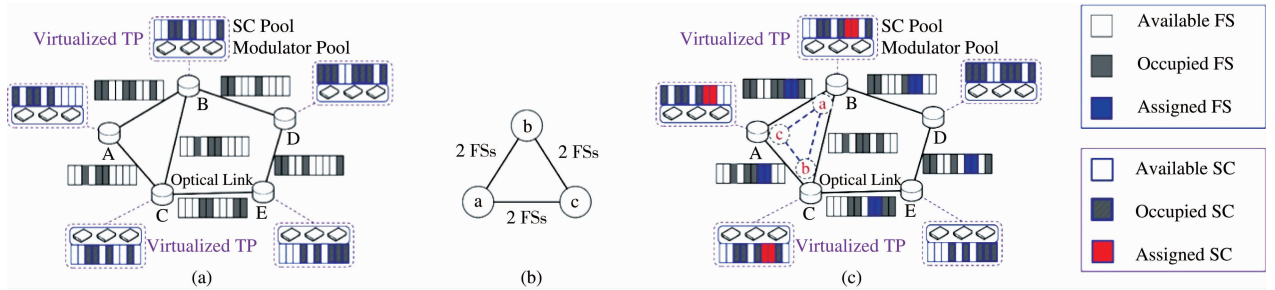 Virtualized TP
SC Pool
Modulator Pool
B
D
A
Optical Link
C
E
Virtualized TP
(a)
b
2 FSs
2 FSs
a
2 FSs
c
(b)
Virtualized TP
SC Pool
Modulator Pool
B
a
D
c
A
b
Optical Link
C
E
Virtualized TP
(c)
Available FS
Occupied FS
Assigned FS
Available SC
Occupied SC
Assigned SC